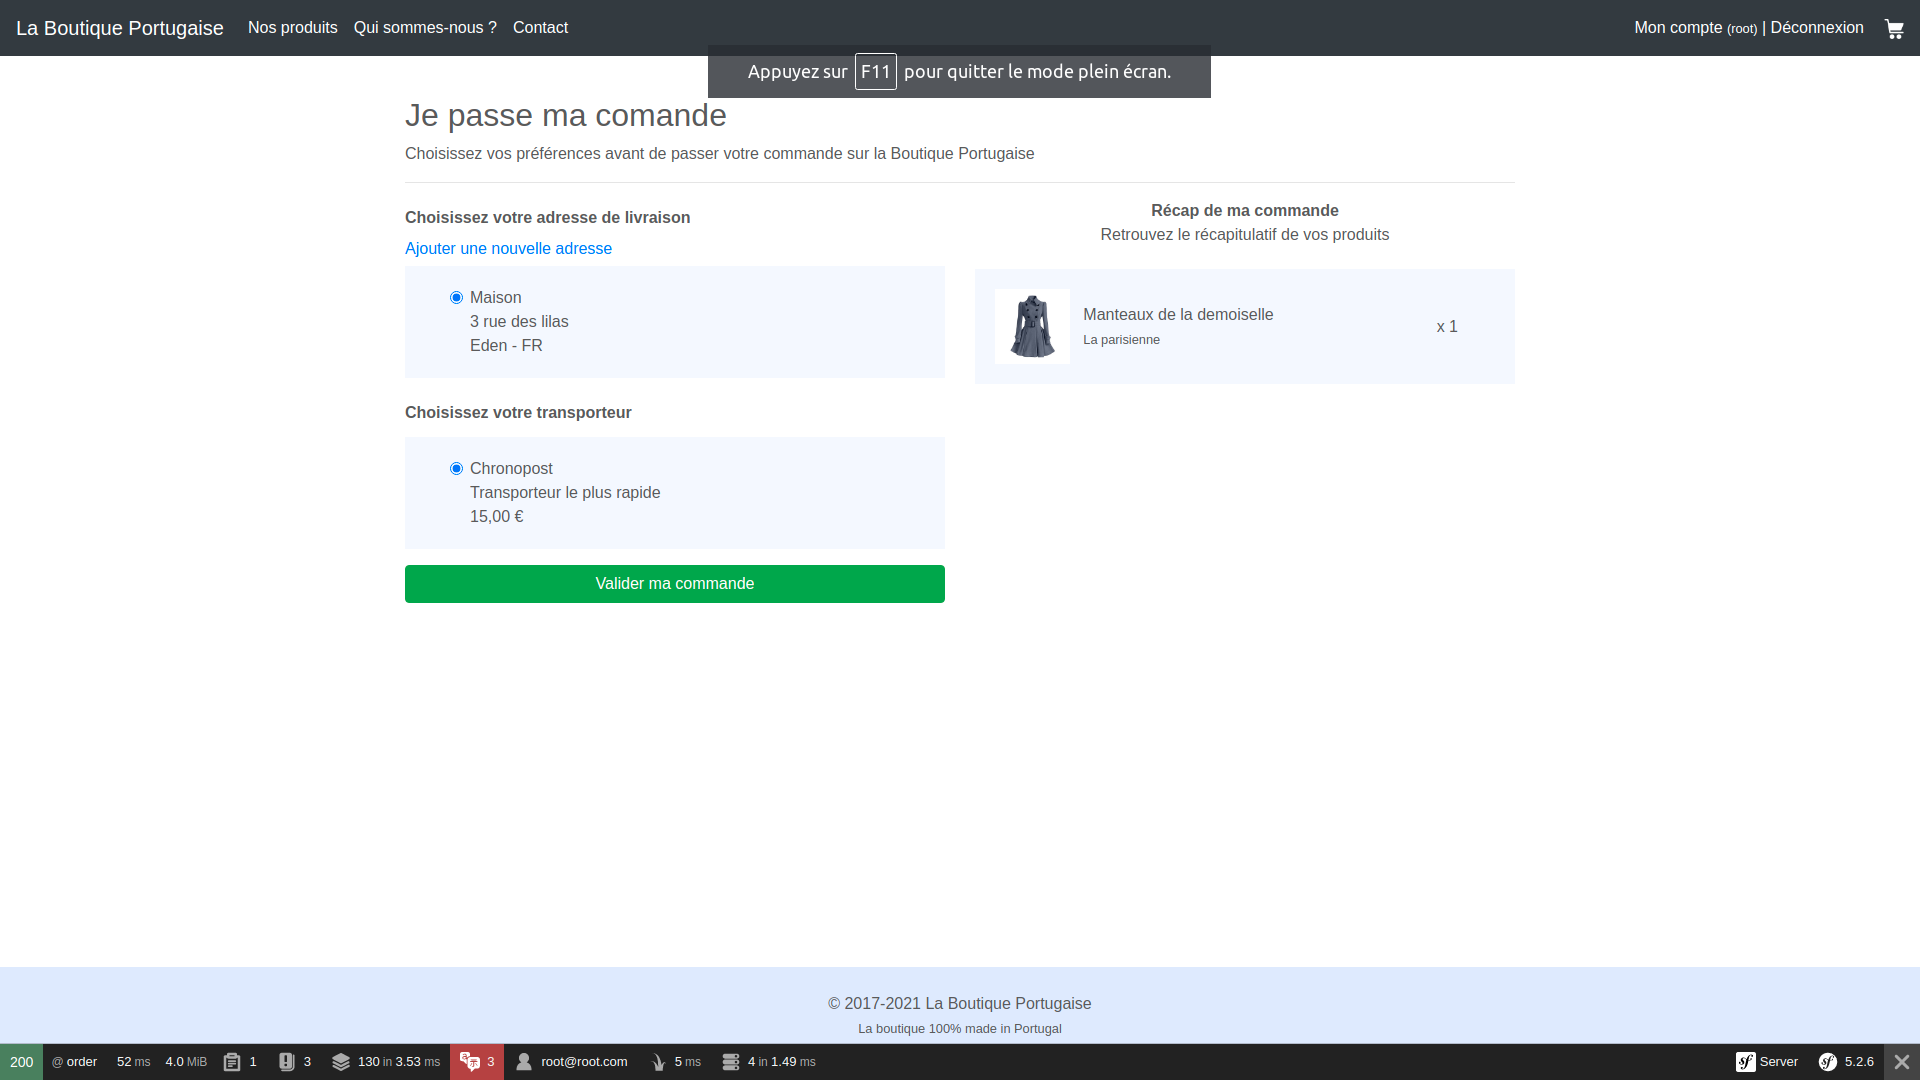 La Boutique Portugaise Nos produits Qui sommes-nous ? Contact Mon compte (root) | Déconnexion
Appuyez sur F11 pour quitter le mode plein écran.
Je passe ma comande
Choisissez vos préférences avant de passer votre commande sur la Boutique Portugaise
Choisissez votre adresse de livraison
Ajouter une nouvelle adresse
Maison
3 rue des lilas
Eden - FR
Choisissez votre transporteur
Chronopost
Transporteur le plus rapide
15,00 €
Valider ma commande
Récap de ma commande
Retrouvez le récapitulatif de vos produits
Manteaux de la demoiselle
La parisienne
x 1
© 2017-2021 La Boutique Portugaise
La boutique 100% made in Portugal
200 @ order 52 ms 4.0 MiB 1 3 130 in 3.53 ms 3 root@root.com 5 ms 4 in 1.49 ms Server 5.2.6